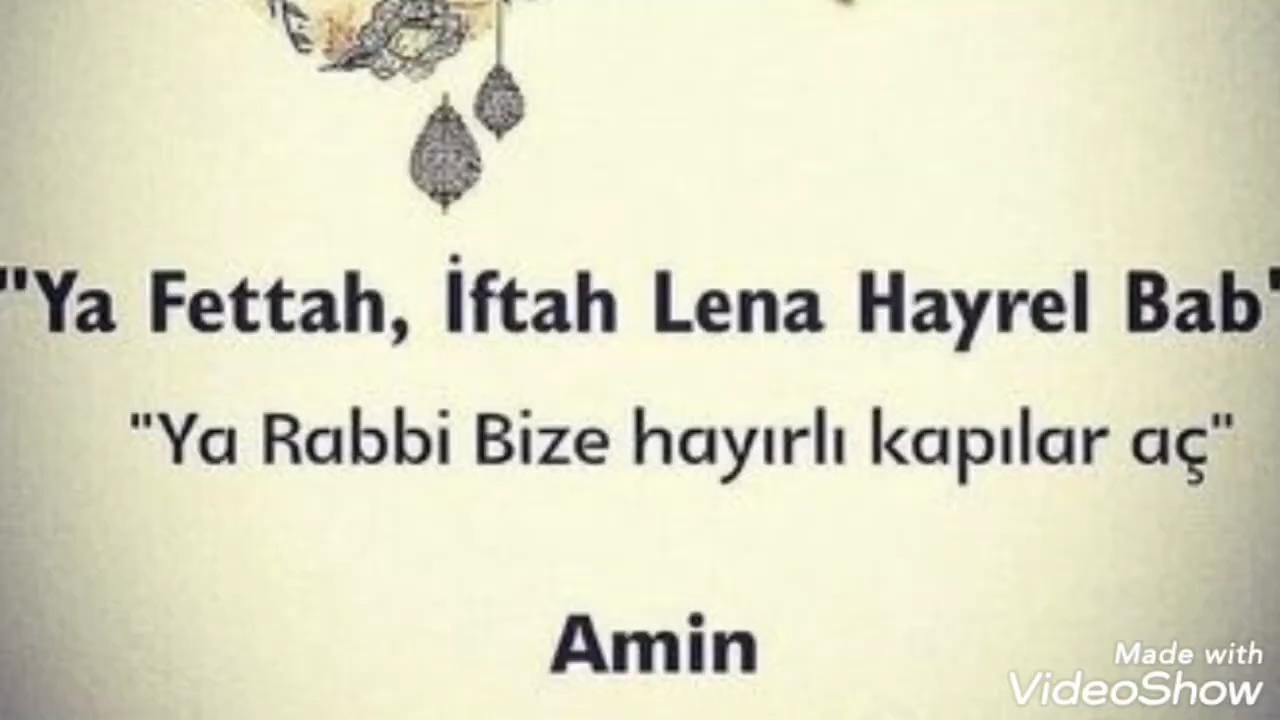 "Ya Fettah, İftah Lena Hayrel Bab"
"Ya Rabbi Bize hayırlı kapılar aç"
Amin
Made with
VideoShow